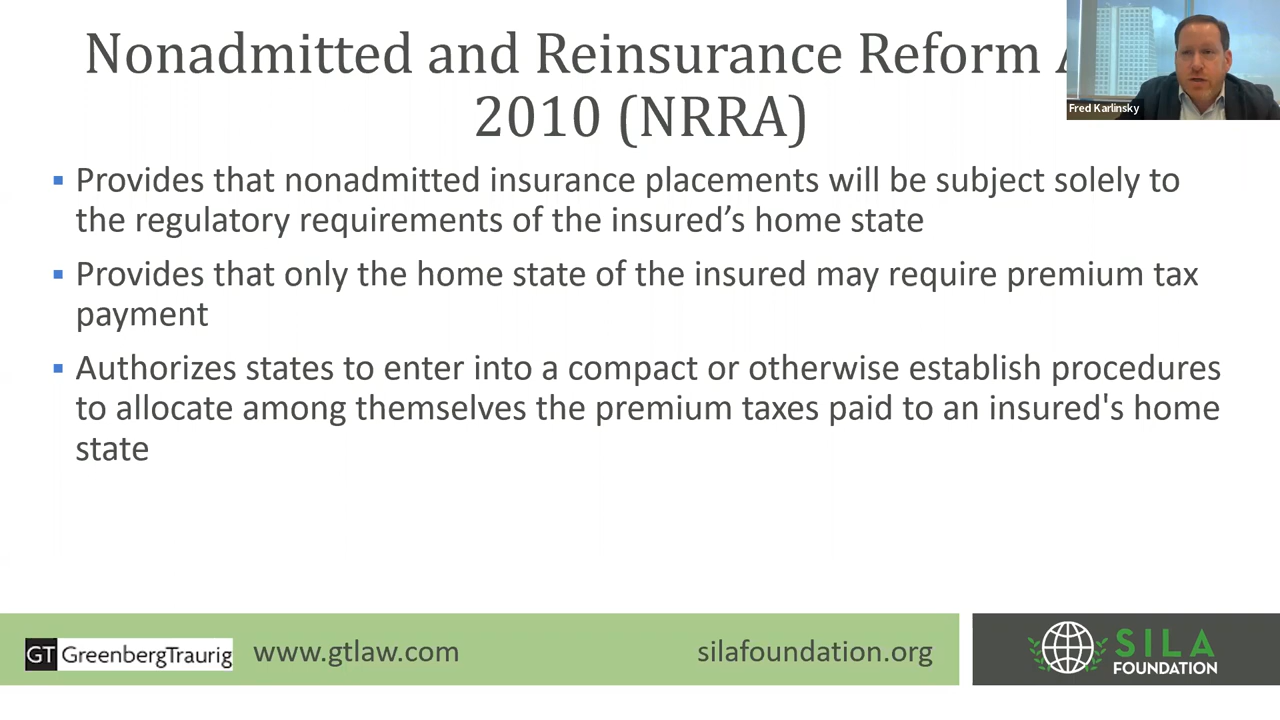 Nonadmitted and Reinsurance Reform
2010 (NRRA)
Fred Karlinsky
▪ Provides that nonadmitted insurance placements will be subject solely to
the regulatory requirements of the insured’s home state
▪ Provides that only the home state of the insured may require premium tax
payment
▪ Authorizes states to enter into a compact or otherwise establish procedures
to allocate among themselves the premium taxes paid to an insured's home
state
GT GreenbergTraurig www.gtlaw.com silafoundation.org
SILA
FOUNDATION